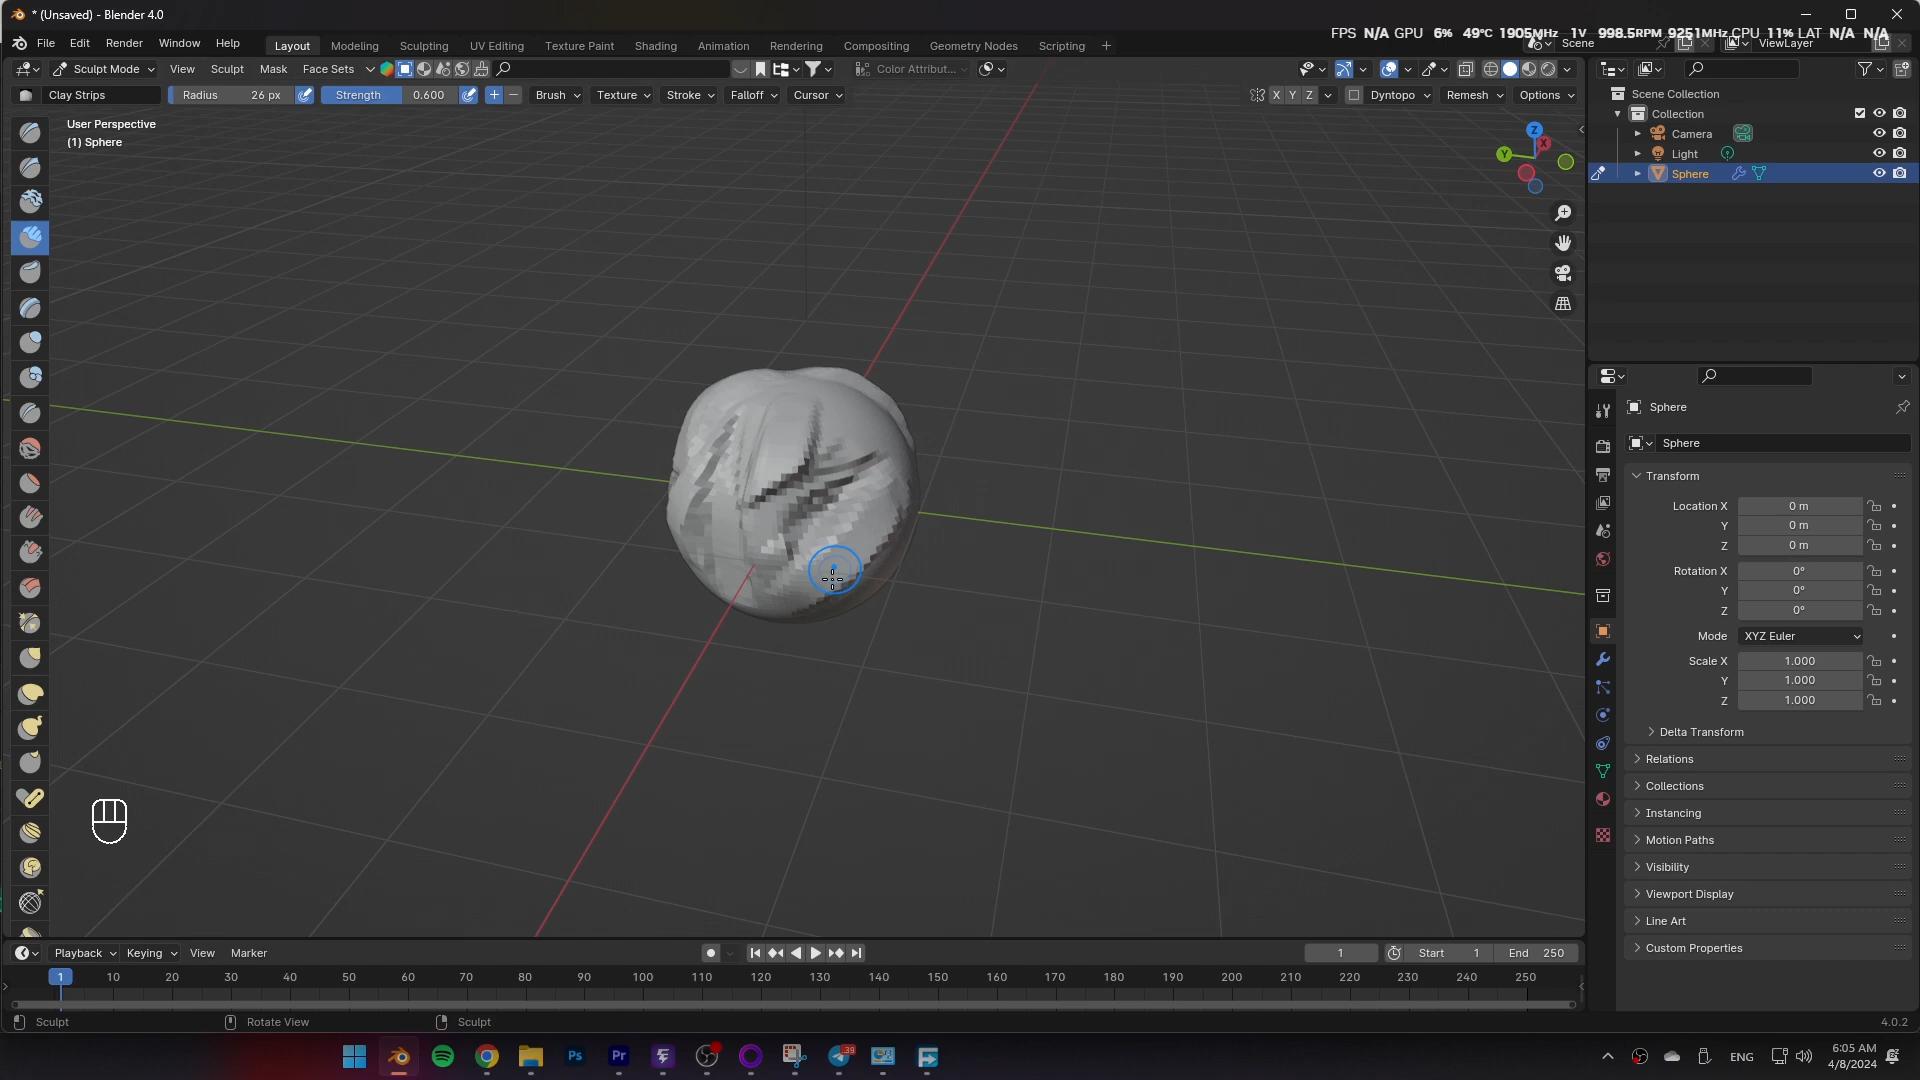 * (Unsaved) - Blender 4.0
FPS N/A GPU 6% 49°C 1905MHz 1V 998.5RPM 9251MHz CPU 11% LAT N/A N/A
File Edit Render Window Help Layout Modeling Sculpting UV Editing Texture Paint Shading Animation Rendering Compositing Geometry Nodes Scripting + Scene ViewLayer
Sculpt Mode View Sculpt Mask Face Sets Color Attribut...
Clay Strips Radius 26 px Strength 0.600 + − Brush Texture Stroke Falloff Cursor X Y Z Dyntopo Remesh Options
User Perspective
(1) Sphere
Z
X
Y
Scene Collection
Collection
Camera
Light
Sphere
Sphere
Sphere
Transform
Location X 0 m
Y 0 m
Z 0 m
Rotation X 0°
Y 0°
Z 0°
Mode XYZ Euler
Scale X 1.000
Y 1.000
Z 1.000
Delta Transform
Relations
Collections
Instancing
Motion Paths
Visibility
Viewport Display
Line Art
Custom Properties
Playback Keying View Marker 1 Start 1 End 250
1 10 20 30 40 50 60 70 80 90 100 110 120 130 140 150 160 170 180 190 200 210 220 230 240 250
Sculpt Rotate View Sculpt 4.0.2
Ps Pr 39 ENG 6:05 AM
4/8/2024